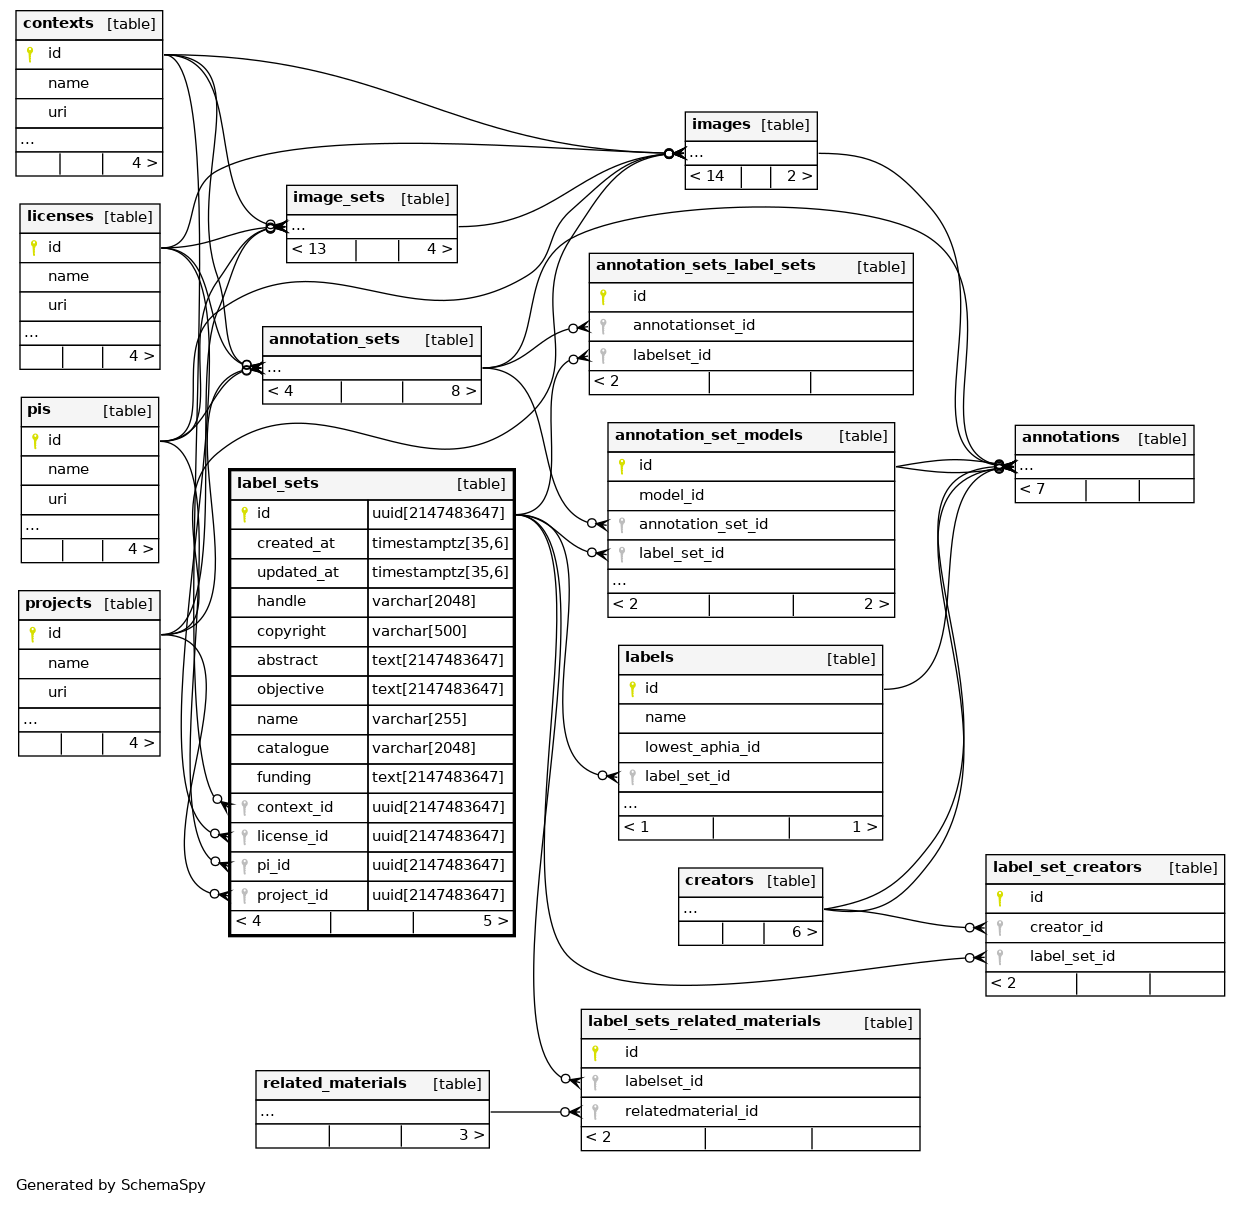 contexts [table]
id
name
uri
...
4 >
licenses [table]
id
name
uri
...
4 >
pis [table]
id
name
uri
...
4 >
projects [table]
id
name
uri
...
4 >
image_sets [table]
...
< 13 4 >
annotation_sets [table]
...
< 4 8 >
label_sets [table]
id uuid[2147483647]
created_at timestamptz[35,6]
updated_at timestamptz[35,6]
handle varchar[2048]
copyright varchar[500]
abstract text[2147483647]
objective text[2147483647]
name varchar[255]
catalogue varchar[2048]
funding text[2147483647]
context_id uuid[2147483647]
license_id uuid[2147483647]
pi_id uuid[2147483647]
project_id uuid[2147483647]
< 4 5 >
related_materials [table]
...
3 >
images [table]
...
< 14 2 >
annotation_sets_label_sets [table]
id
annotationset_id
labelset_id
< 2
annotation_set_models [table]
id
model_id
annotation_set_id
label_set_id
...
< 2 2 >
labels [table]
id
name
lowest_aphia_id
label_set_id
...
< 1 1 >
creators [table]
...
6 >
label_sets_related_materials [table]
id
labelset_id
relatedmaterial_id
< 2
annotations [table]
...
< 7
label_set_creators [table]
id
creator_id
label_set_id
< 2
Generated by SchemaSpy